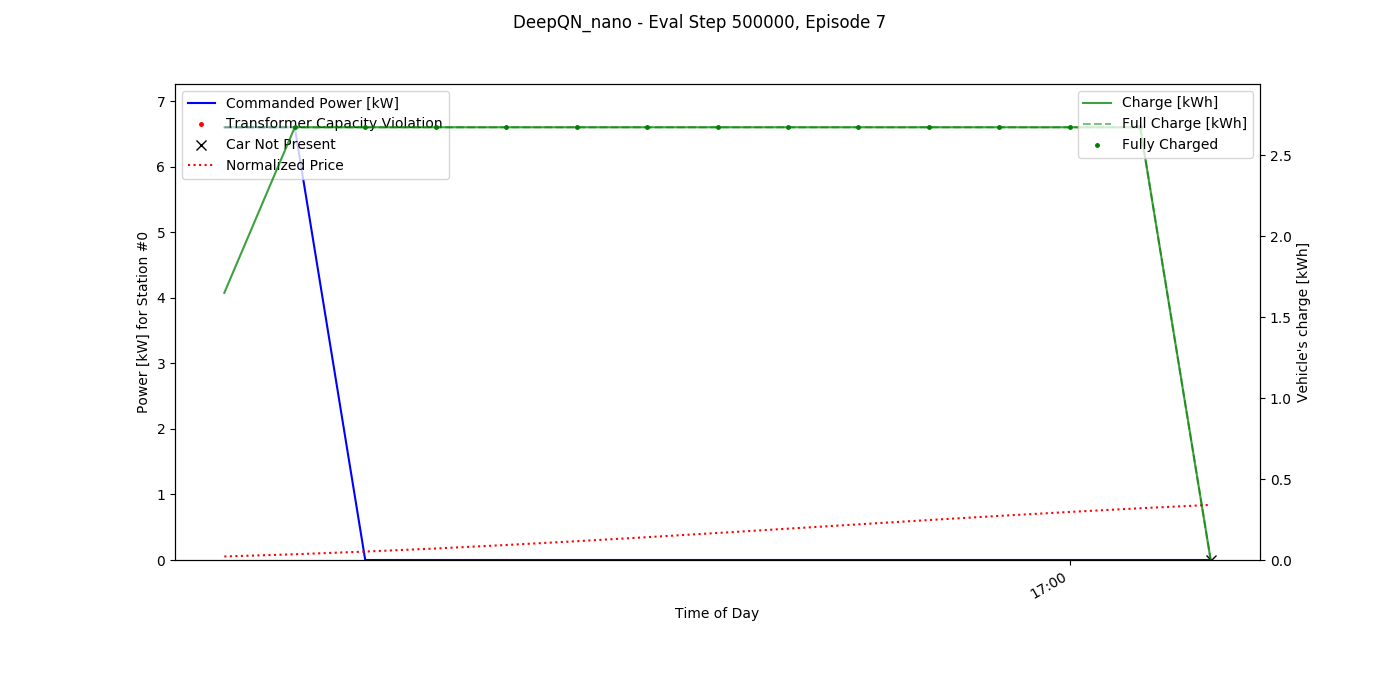 DeepQN_nano - Eval Step 500000, Episode 7
Commanded Power [kW]
Transformer Capacity Violation
Car Not Present
Normalized Price
Charge [kWh]
Full Charge [kWh]
Fully Charged
7
6
5
4
3
2
1
0
Power [kW] for Station #0
2.5
2.0
1.5
1.0
0.5
0.0
Vehicle's charge [kWh]
17:00
Time of Day